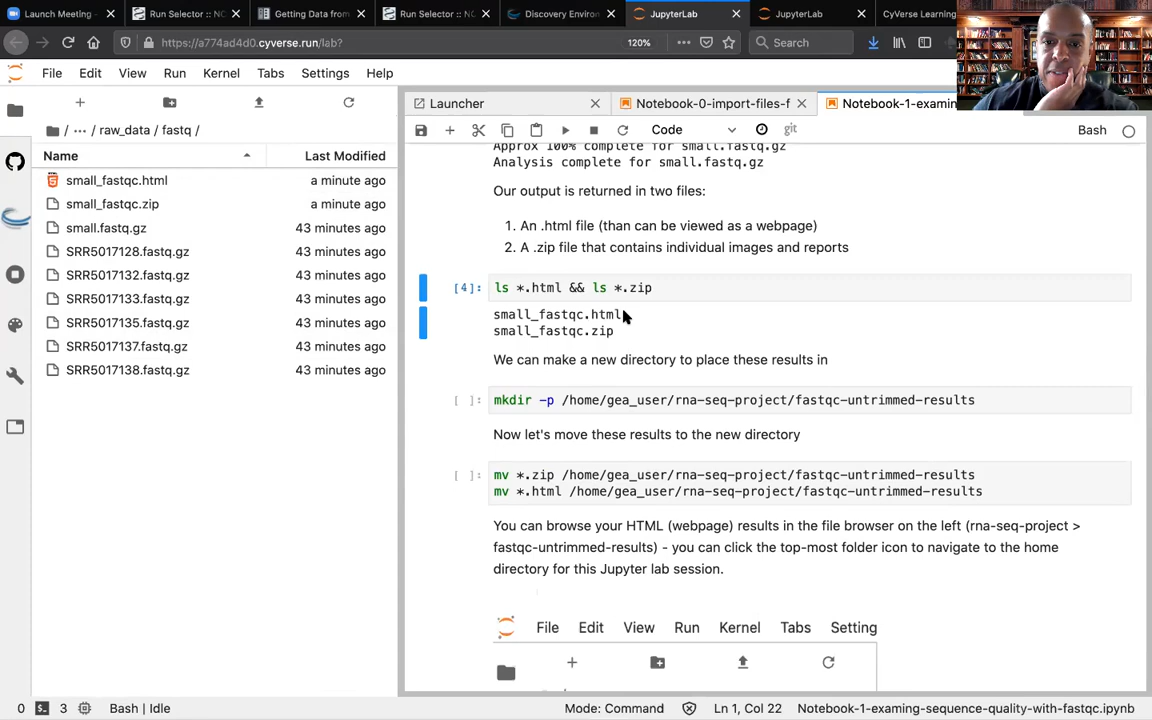 Launch Meeting -
Run Selector :: NC
Getting Data from
Run Selector :: NC
Discovery Environ
JupyterLab
JupyterLab
CyVerse Learning
https://a774ad4d0.cyverse.run/lab?
120%
Search
File Edit View Run Kernel Tabs Settings Help
/ ··· / raw_data / fastq /
Name Last Modified
small_fastqc.html a minute ago
small_fastqc.zip a minute ago
small.fastq.gz 43 minutes ago
SRR5017128.fastq.gz 43 minutes ago
SRR5017132.fastq.gz 43 minutes ago
SRR5017133.fastq.gz 43 minutes ago
SRR5017135.fastq.gz 43 minutes ago
SRR5017137.fastq.gz 43 minutes ago
SRR5017138.fastq.gz 43 minutes ago
Launcher
Notebook-0-import-files-f
Notebook-1-examin
Code
git
Bash
Approx 100% complete for small.fastq.gz
Analysis complete for small.fastq.gz
Our output is returned in two files:
1. An .html file (than can be viewed as a webpage)
2. A .zip file that contains individual images and reports
[4]: ls *.html && ls *.zip
small_fastqc.html
small_fastqc.zip
We can make a new directory to place these results in
[ ]: mkdir -p /home/gea_user/rna-seq-project/fastqc-untrimmed-results
Now let's move these results to the new directory
[ ]: mv *.zip /home/gea_user/rna-seq-project/fastqc-untrimmed-results
mv *.html /home/gea_user/rna-seq-project/fastqc-untrimmed-results
You can browse your HTML (webpage) results in the file browser on the left (rna-seq-project >
fastqc-untrimmed-results) - you can click the top-most folder icon to navigate to the home
directory for this Jupyter lab session.
File Edit View Run Kernel Tabs Setting
0 3 Bash | Idle
Mode: Command
Ln 1, Col 22
Notebook-1-examing-sequence-quality-with-fastqc.ipynb